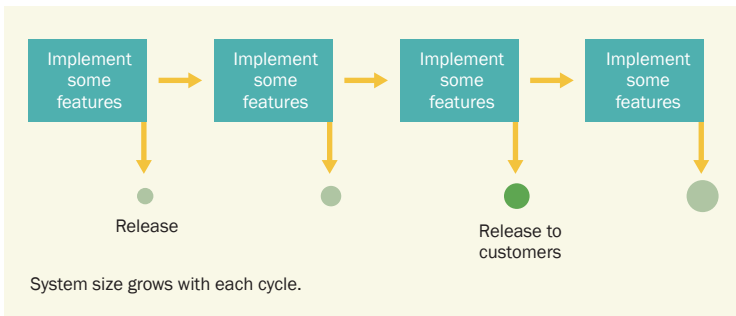 Implement
some
features
Implement
some
features
Implement
some
features
Implement
some
features
Release
Release to
customers
System size grows with each cycle.